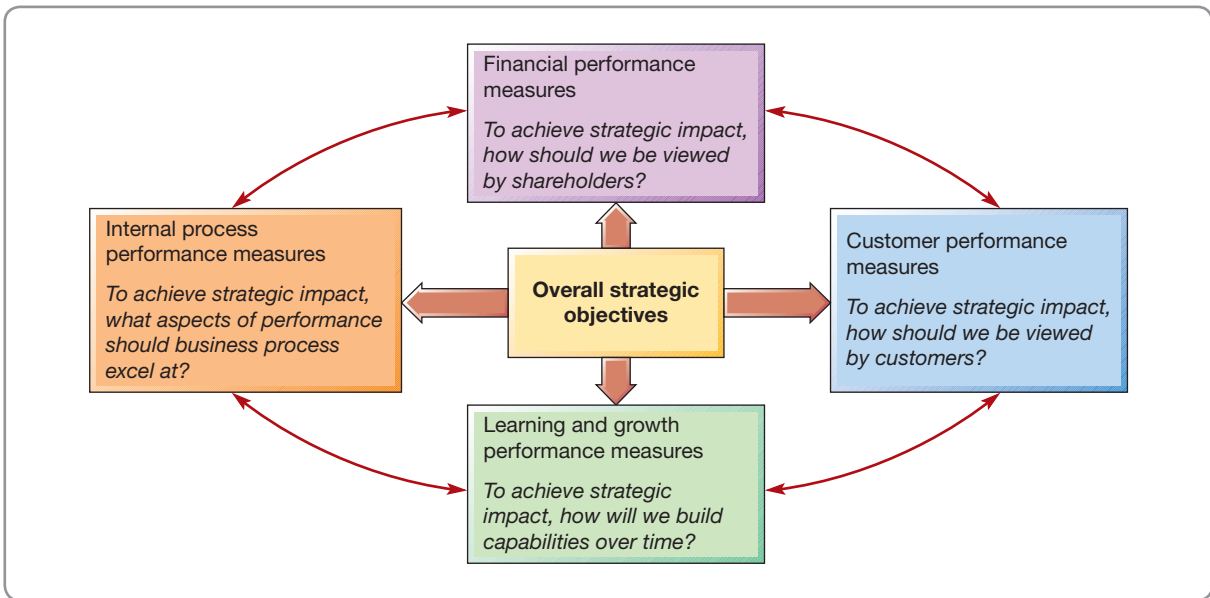 Financial performance
measures
To achieve strategic impact,
how should we be viewed
by shareholders?
Internal process
performance measures
To achieve strategic impact,
what aspects of performance
should business process
excel at?
Overall strategic
objectives
Customer performance
measures
To achieve strategic impact,
how should we be viewed
by customers?
Learning and growth
performance measures
To achieve strategic
impact, how will we build
capabilities over time?